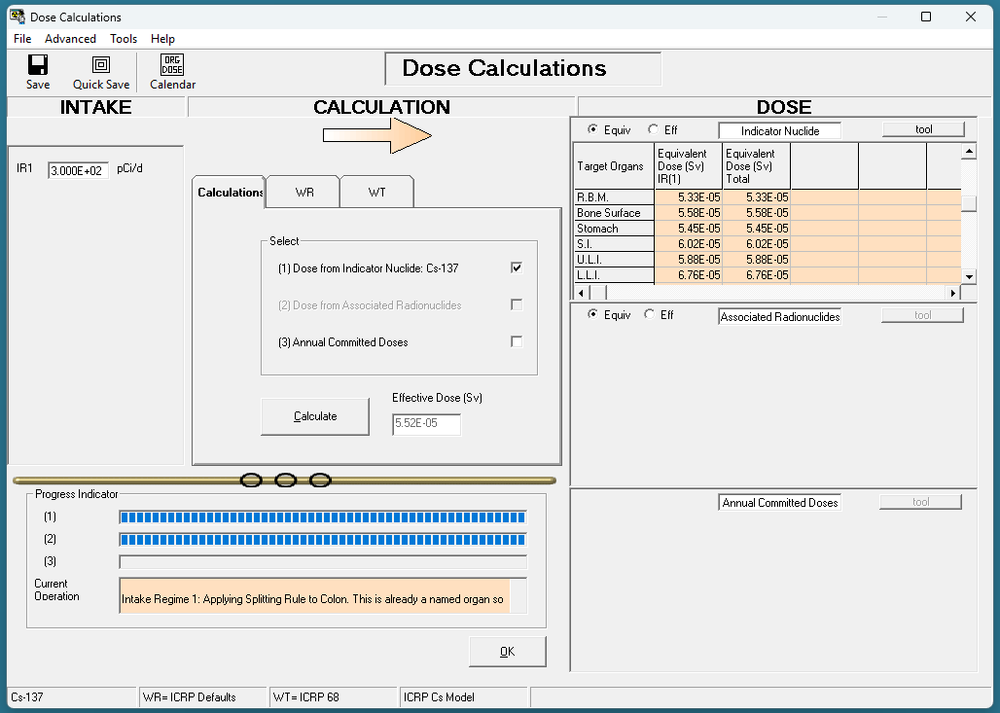 Dose Calculations
File Advanced Tools Help
Save Quick Save ORG DOSE Calendar
Dose Calculations
INTAKE CALCULATION DOSE
IR1 3.000E+02 pCi/d
Calculations WR WT
Select
(1) Dose from Indicator Nuclide: Cs-137
(2) Dose from Associated Radionuclides
(3) Annual Committed Doses
Calculate
Effective Dose (Sv)
5.52E-05
Equiv Eff Indicator Nuclide tool
Target Organs Equivalent Dose (Sv) IR(1) Equivalent Dose (Sv) Total
R.B.M. 5.33E-05 5.33E-05
Bone Surface 5.58E-05 5.58E-05
Stomach 5.45E-05 5.45E-05
S.I. 6.02E-05 6.02E-05
U.L.I. 5.88E-05 5.88E-05
L.L.I. 6.76E-05 6.76E-05
Equiv Eff Associated Radionuclides tool
Annual Committed Doses tool
Progress Indicator
(1)
(2)
(3)
Current
Operation
Intake Regime 1: Applying Splitting Rule to Colon. This is already a named organ so
OK
Cs-137 WR= ICRP Defaults WT= ICRP 68 ICRP Cs Model